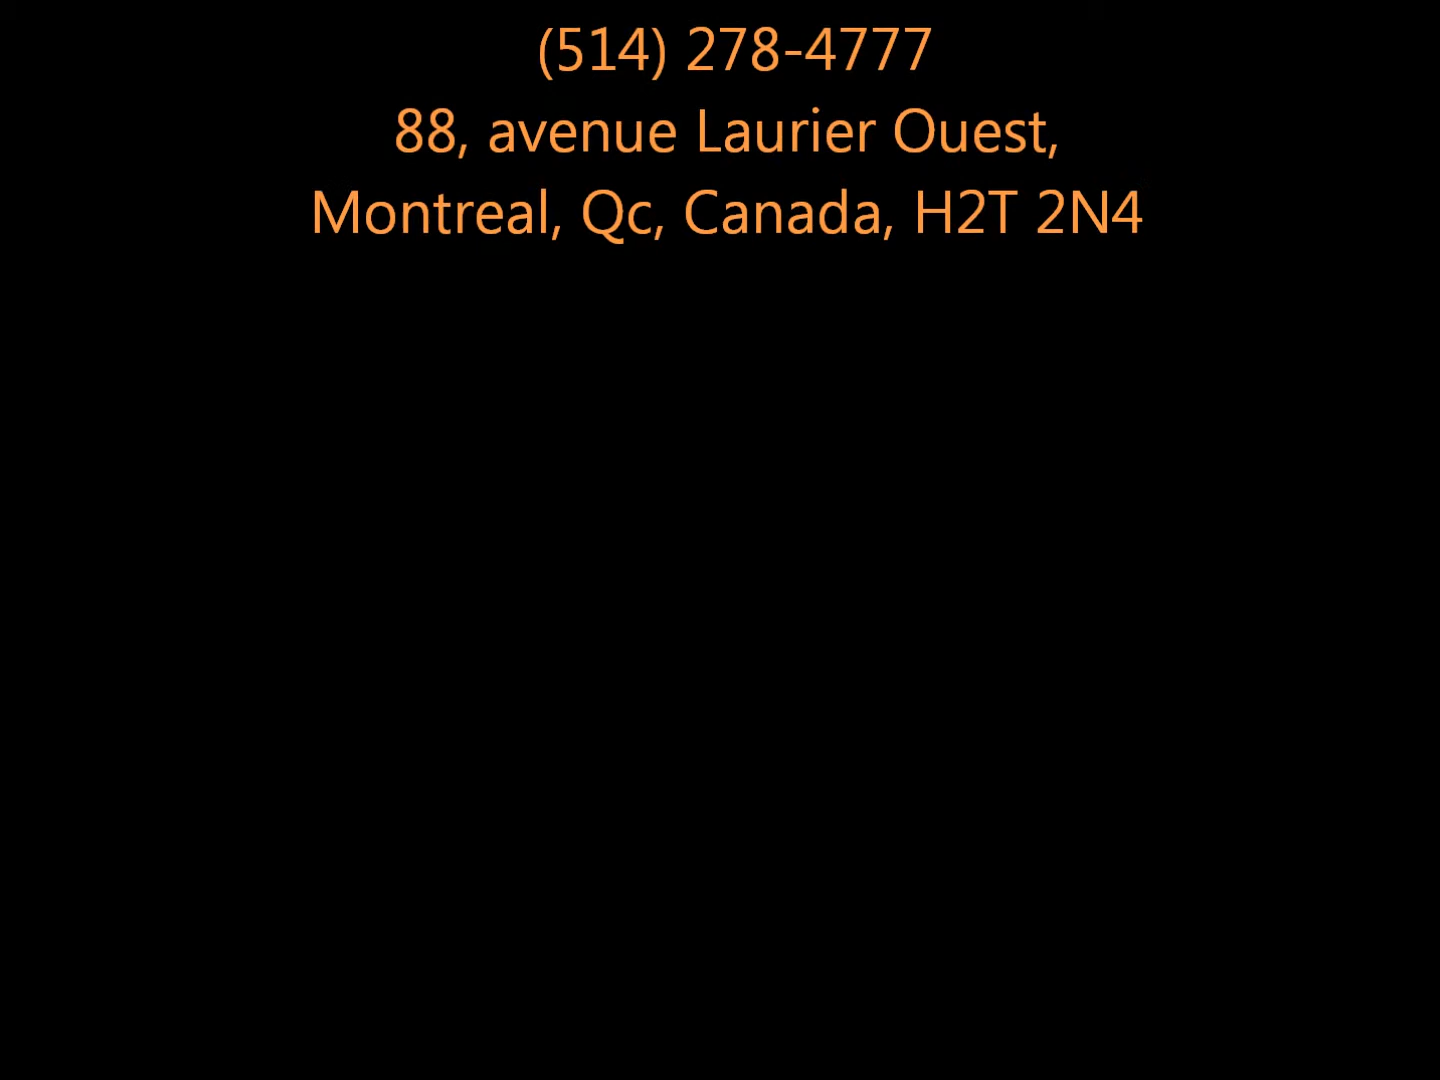 (514) 278-4777
88, avenue Laurier Ouest,
Montreal, Qc, Canada, H2T 2N4